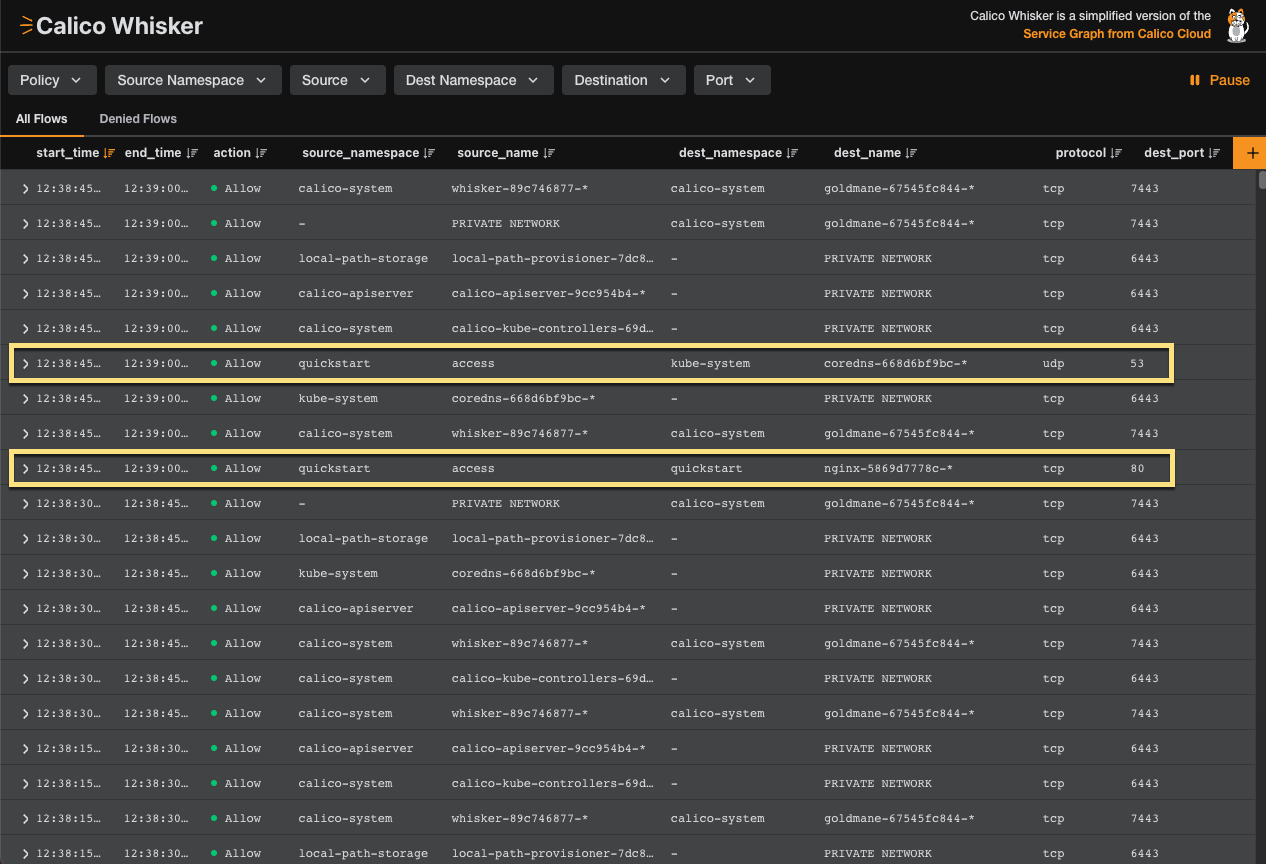 Calico Whisker
Calico Whisker is a simplified version of the
Service Graph from Calico Cloud
Policy Source Namespace Source Dest Namespace Destination Port Pause
All Flows Denied Flows
start_time end_time action source_namespace source_name dest_namespace dest_name protocol dest_port +
12:38:45… 12:39:00… Allow calico-system whisker-89c746877-* calico-system goldmane-67545fc844-* tcp 7443
12:38:45… 12:39:00… Allow – PRIVATE NETWORK calico-system goldmane-67545fc844-* tcp 7443
12:38:45… 12:39:00… Allow local-path-storage local-path-provisioner-7dc8… – PRIVATE NETWORK tcp 6443
12:38:45… 12:39:00… Allow calico-apiserver calico-apiserver-9cc954b4-* – PRIVATE NETWORK tcp 6443
12:38:45… 12:39:00… Allow calico-system calico-kube-controllers-69d… – PRIVATE NETWORK tcp 6443
12:38:45… 12:39:00… Allow quickstart access kube-system coredns-668d6bf9bc-* udp 53
12:38:45… 12:39:00… Allow kube-system coredns-668d6bf9bc-* – PRIVATE NETWORK tcp 6443
12:38:45… 12:39:00… Allow calico-system whisker-89c746877-* calico-system goldmane-67545fc844-* tcp 7443
12:38:45… 12:39:00… Allow quickstart access quickstart nginx-5869d7778c-* tcp 80
12:38:30… 12:38:45… Allow – PRIVATE NETWORK calico-system goldmane-67545fc844-* tcp 7443
12:38:30… 12:38:45… Allow local-path-storage local-path-provisioner-7dc8… – PRIVATE NETWORK tcp 6443
12:38:30… 12:38:45… Allow kube-system coredns-668d6bf9bc-* – PRIVATE NETWORK tcp 6443
12:38:30… 12:38:45… Allow calico-apiserver calico-apiserver-9cc954b4-* – PRIVATE NETWORK tcp 6443
12:38:30… 12:38:45… Allow calico-system whisker-89c746877-* calico-system goldmane-67545fc844-* tcp 7443
12:38:30… 12:38:45… Allow calico-system calico-kube-controllers-69d… – PRIVATE NETWORK tcp 6443
12:38:30… 12:38:45… Allow calico-system whisker-89c746877-* calico-system goldmane-67545fc844-* tcp 7443
12:38:15… 12:38:30… Allow calico-apiserver calico-apiserver-9cc954b4-* – PRIVATE NETWORK tcp 6443
12:38:15… 12:38:30… Allow calico-system calico-kube-controllers-69d… – PRIVATE NETWORK tcp 6443
12:38:15… 12:38:30… Allow calico-system whisker-89c746877-* calico-system goldmane-67545fc844-* tcp 7443
12:38:15… 12:38:30… Allow local-path-storage local-path-provisioner-7dc8… – PRIVATE NETWORK tcp 6443